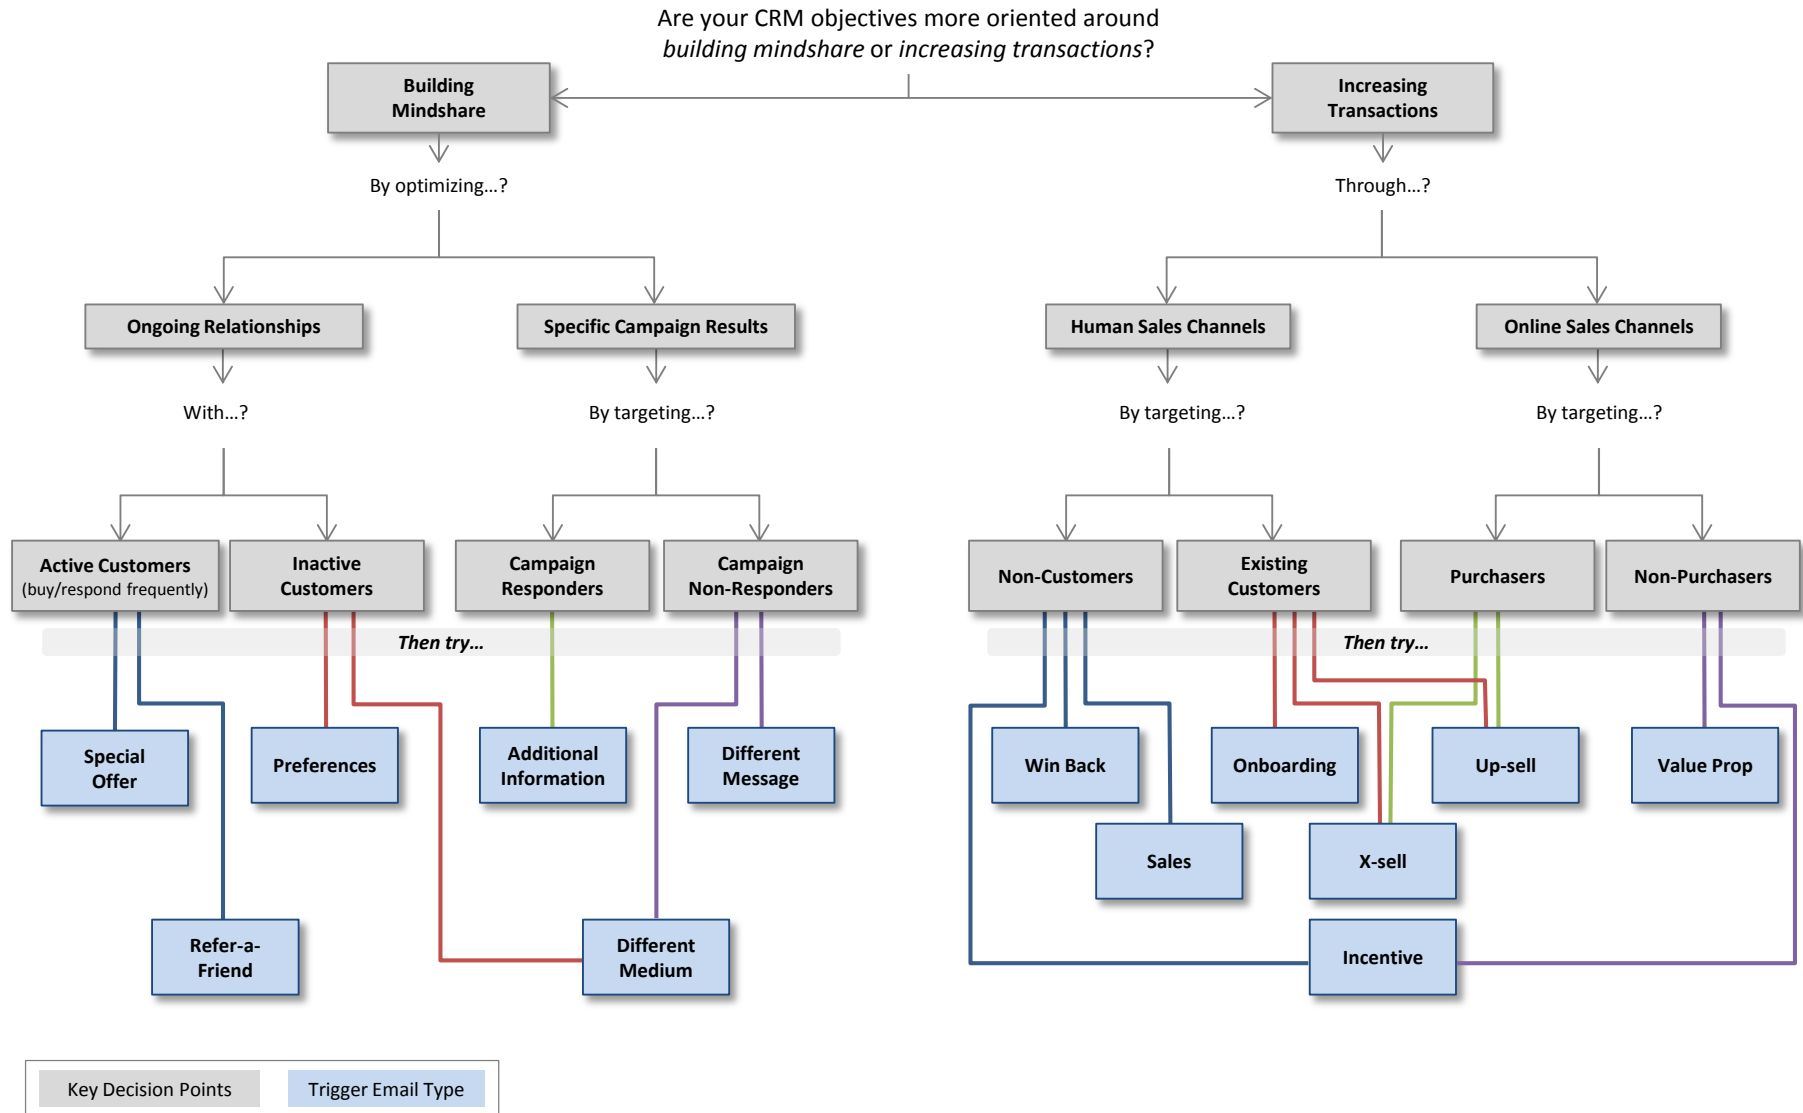 Are your CRM objectives more oriented around
building mindshare or increasing transactions?
Building
Mindshare
Increasing
Transactions
By optimizing...?
Through...?
Ongoing Relationships
Specific Campaign Results
Human Sales Channels
Online Sales Channels
With...?
By targeting...?
By targeting...?
By targeting...?
Active Customers
(buy/respond frequently)
Inactive
Customers
Campaign
Responders
Campaign
Non-Responders
Non-Customers
Existing
Customers
Purchasers
Non-Purchasers
Then try...
Then try...
Special
Offer
Preferences
Additional
Information
Different
Message
Win Back
Onboarding
Up-sell
Value Prop
Sales
X-sell
Refer-a-
Friend
Different
Medium
Incentive
Key Decision Points
Trigger Email Type